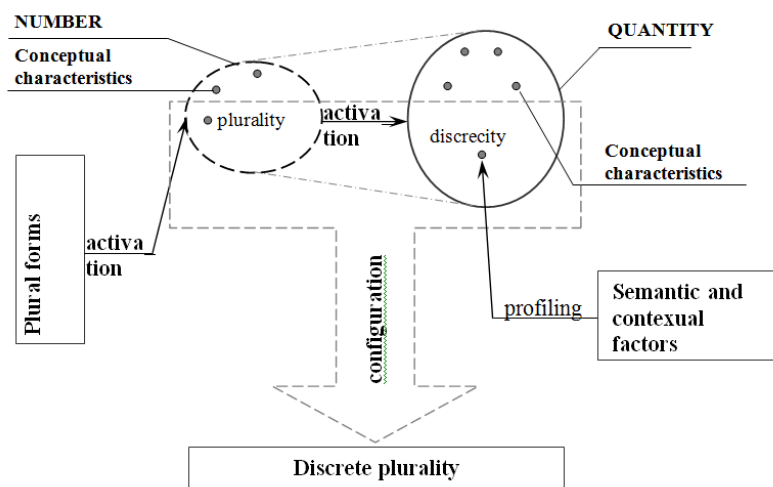 NUMBER
Conceptual
characteristics
QUANTITY
plurality
activa
tion
discrecity
Conceptual
characteristics
Plural forms
activa
tion
configuration
profiling
Semantic and
contexual
factors
Discrete plurality